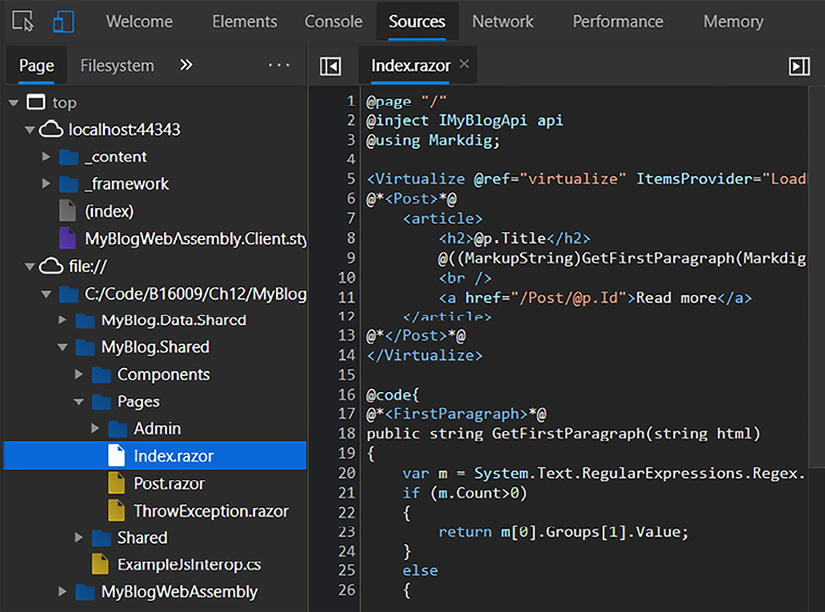 Welcome Elements Console Sources Network Performance Memory
Page Filesystem » ··· Index.razor ×
top
localhost:44343
_content
_framework
(index)
MyBlogWebAssembly.Client.sty
file://
C:/Code/B16009/Ch12/MyBlog
MyBlog.Data.Shared
MyBlog.Shared
Components
Pages
Admin
Index.razor
Post.razor
ThrowException.razor
Shared
ExampleJsInterop.cs
MyBlogWebAssembly
1 @page "/"
2 @inject IMyBlogApi api
3 @using Markdig;
4
5 <Virtualize @ref="virtualize" ItemsProvider="Load
6 @*<Post>*@
7 <article>
8 <h2>@p.Title</h2>
9 @((MarkupString)GetFirstParagraph(Markdig
10 <br />
11 <a href="/Post/@p.Id">Read more</a>
12 </article>
13 @*</Post>*@
14 </Virtualize>
15
16 @code{
17 @*<FirstParagraph>*@
18 public string GetFirstParagraph(string html)
19 {
20 var m = System.Text.RegularExpressions.Regex.
21 if (m.Count>0)
22 {
23 return m[0].Groups[1].Value;
24 }
25 else
26 {